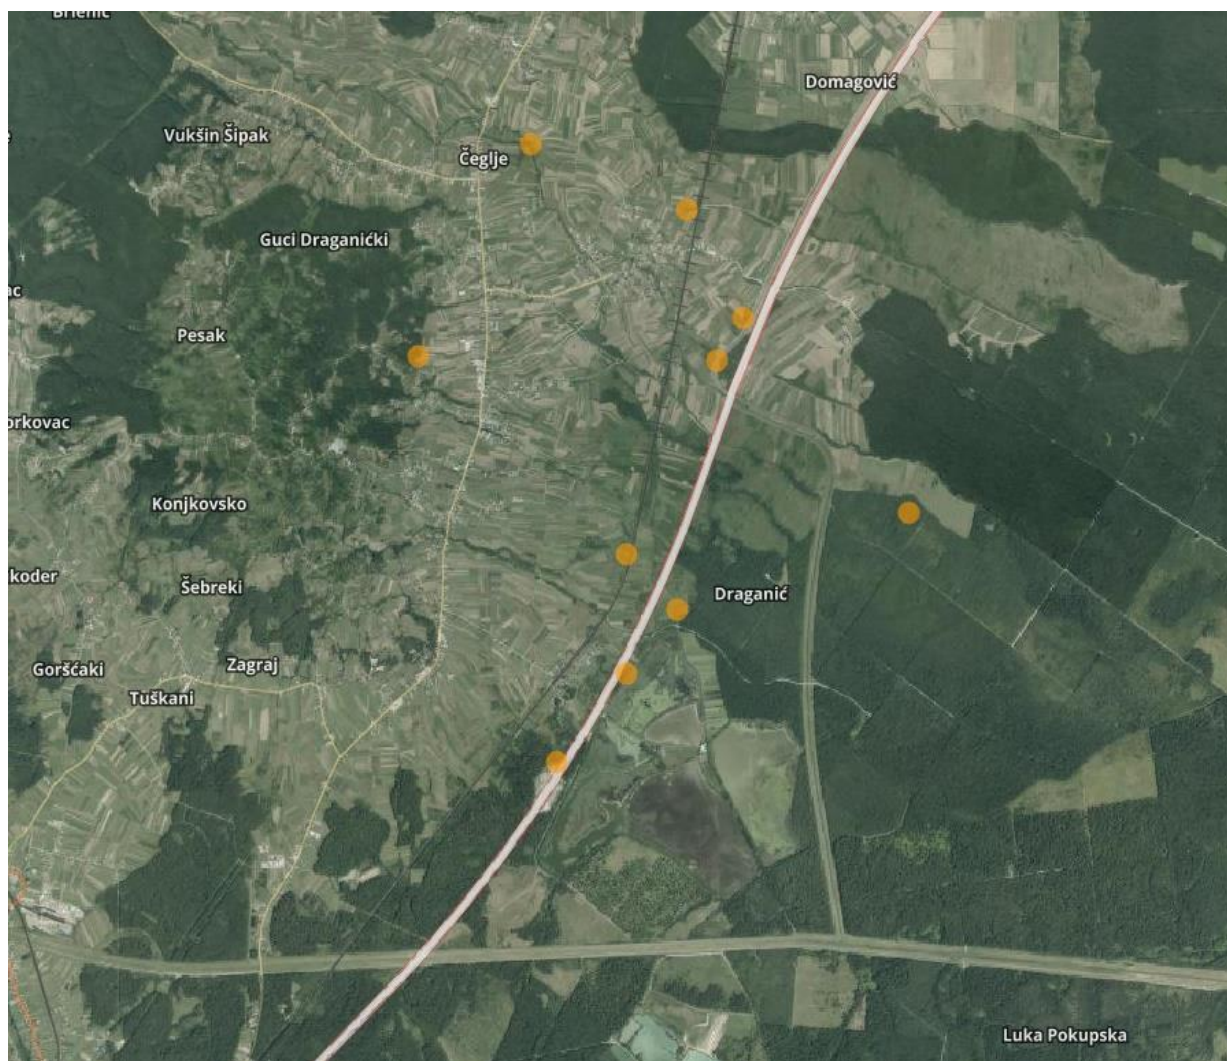 Domagović
Vukšin Šipak
Čeglje
Guci Draganićki
Pesak
Konjkovsko
Šebreki
Draganić
Zagraj
Goršćaki
Tuškani
Luka Pokupska